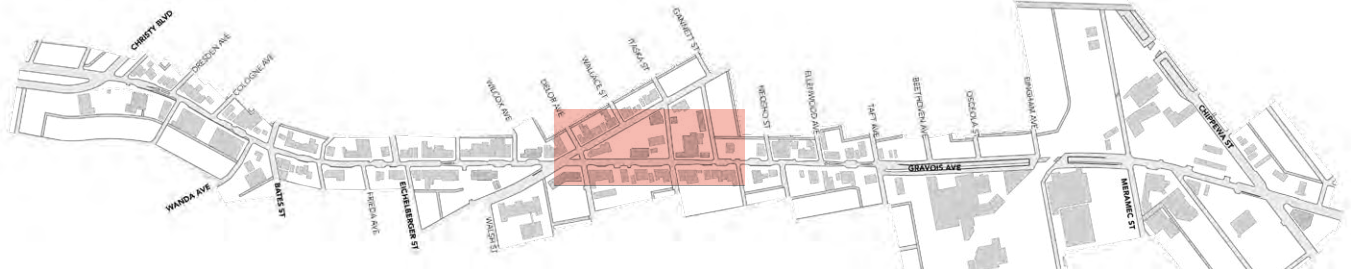 CHRISTY BLVD
DRESDEN AVE
COLOGNE AVE
WILCOX AVE
DELOR AVE
WALLACE ST
ITASKA ST
GANNETT ST
NEOSHO ST
ELLENWOOD AVE
TAFT AVE
BEETHOVEN AVE
OSCEOLA ST
BINGHAM AVE
CHIPPEWA ST
GRAVOIS AVE
WANDA AVE
BATES ST
FRIEDA AVE
EICHELBERGER ST
WALSH ST
MERAMEC ST